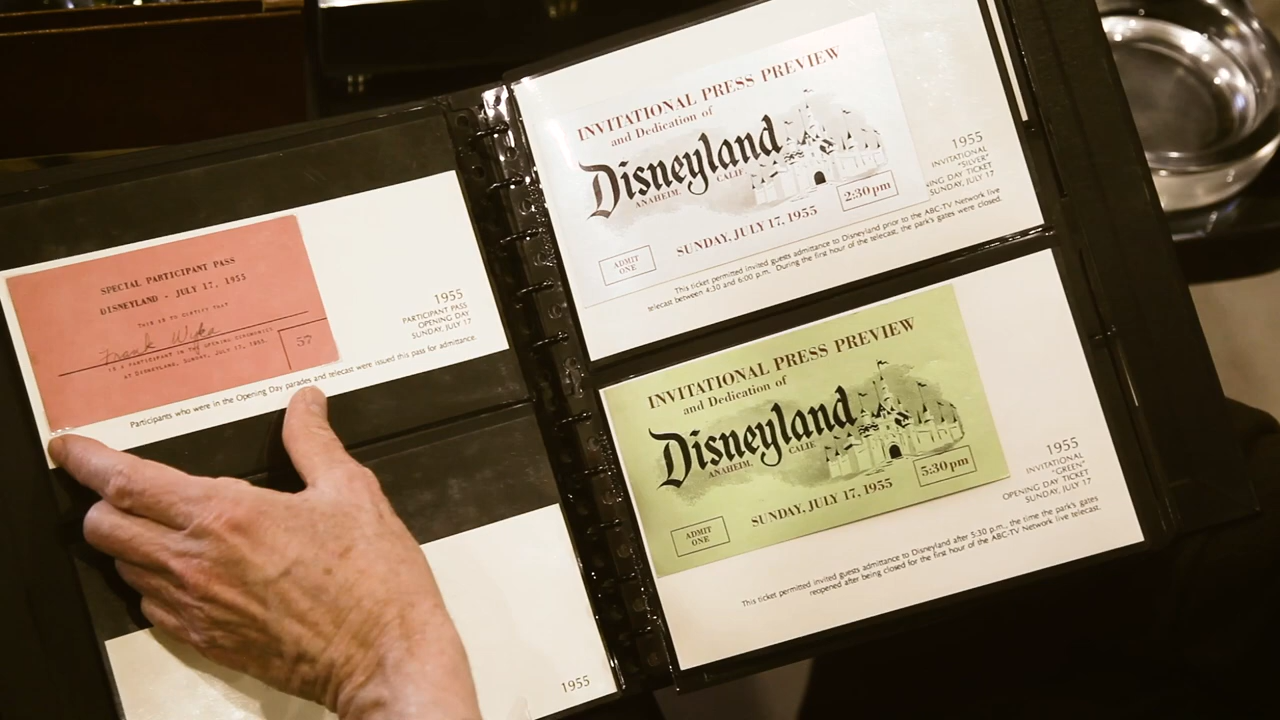 SPECIAL PARTICIPANT PASS
DISNEYLAND - JULY 17, 1955
THIS IS TO CERTIFY THAT
Frank
IS A PARTICIPANT IN THE OPENING CEREMONIES
AT DISNEYLAND, SUNDAY, JULY 17, 1955.
57
1955
PARTICIPANT PASS
OPENING DAY
SUNDAY, JULY 17
Participants who were in the Opening Day parades and telecast were issued this pass for admittance.
1955
INVITATIONAL PRESS PREVIEW
and Dedication of
Disneyland
ANAHEIM, CALIF.
2:30 pm
SUNDAY, JULY 17, 1955
ADMIT
ONE
1955
INVITATIONAL
"SILVER"
NING DAY TICKET
SUNDAY, JULY 17
This ticket permitted invited guests admittance to Disneyland prior to the ABC-TV Network live
telecast between 4:30 and 6:00 p.m. During the first hour of the telecast, the park's gates were closed.
INVITATIONAL PRESS PREVIEW
and Dedication of
Disneyland
ANAHEIM, CALIF.
5:30 pm
SUNDAY, JULY 17, 1955
ADMIT
ONE
1955
INVITATIONAL
"GREEN"
OPENING DAY TICKET
SUNDAY, JULY 17
This ticket permitted invited guests admittance to Disneyland after 5:30 p.m., the time the park's gates
reopened after being closed for the first hour of the ABC-TV Network live telecast.